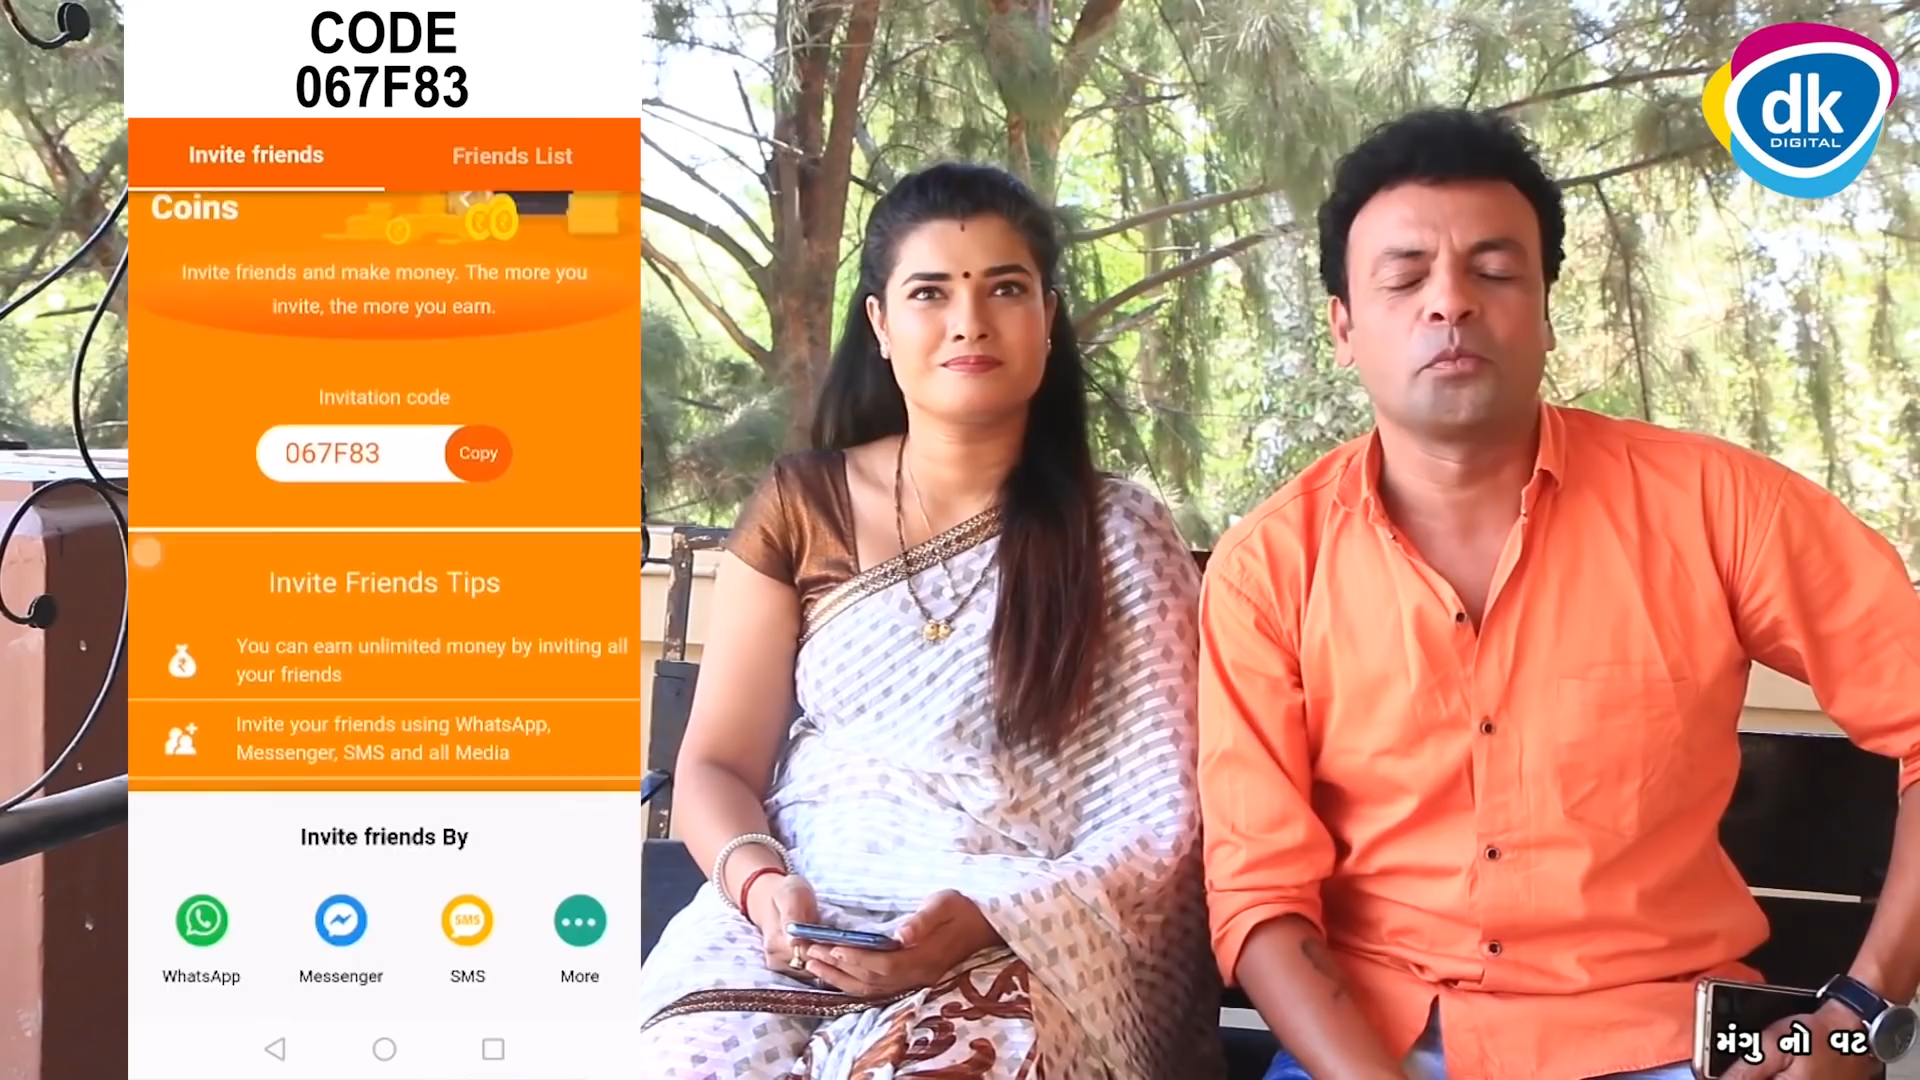 CODE
067F83
Invite friends
Friends List
Coins
Invite friends and make money. The more you
invite, the more you earn.
Invitation code
067F83
Copy
Invite Friends Tips
You can earn unlimited money by inviting all
your friends
Invite your friends using WhatsApp,
Messenger, SMS and all Media
Invite friends By
SMS
WhatsApp
Messenger
SMS
More
dk
DIGITAL
મંગુ નો વટ